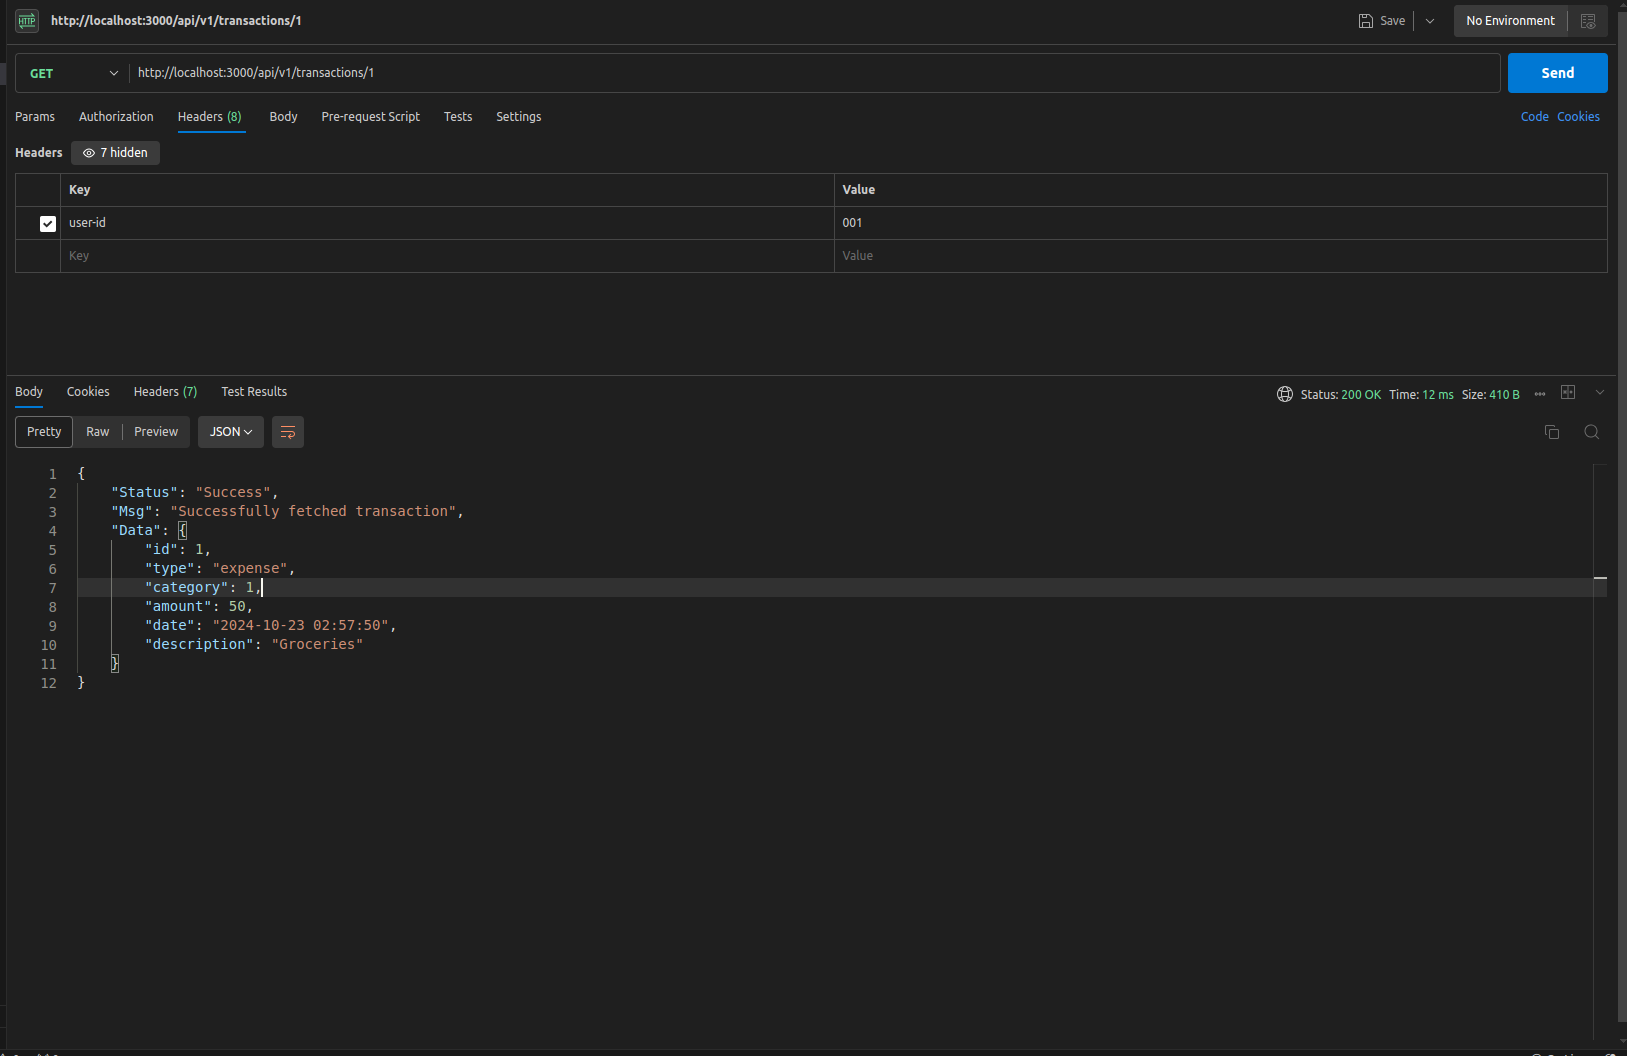 HTTP http://localhost:3000/api/v1/transactions/1 Save No Environment
GET http://localhost:3000/api/v1/transactions/1 Send
Params Authorization Headers (8) Body Pre-request Script Tests Settings Code Cookies
Headers 7 hidden
Key Value
user-id 001
Key Value
Body Cookies Headers (7) Test Results Status: 200 OK Time: 12 ms Size: 410 B
Pretty Raw Preview JSON
1 {
2 "Status": "Success",
3 "Msg": "Successfully fetched transaction",
4 "Data": {
5 "id": 1,
6 "type": "expense",
7 "category": 1,
8 "amount": 50,
9 "date": "2024-10-23 02:57:50",
10 "description": "Groceries"
11 }
12 }